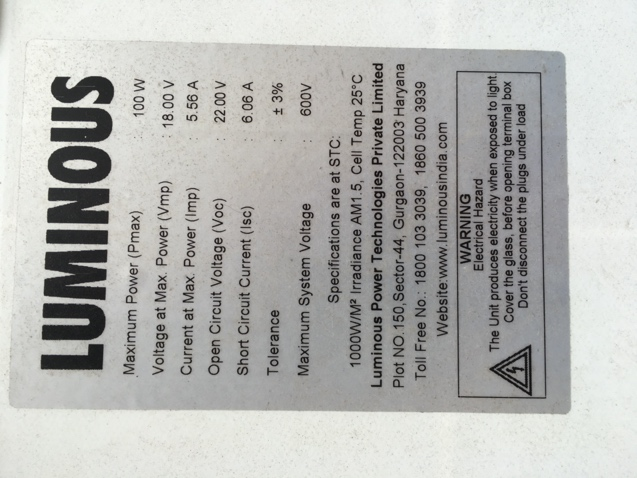 LUMINOUS
Maximum Power (Pmax) 100 W
Voltage at Max. Power (Vmp) : 18.00 V
Current at Max. Power (Imp) : 5.56 A
Open Circuit Voltage (Voc) : 22.00 V
Short Circuit Current (Isc) : 6.06 A
Tolerance : ± 3%
Maximum System Voltage : 600V
Specifications are at STC:
1000W/M² Irradiance AM1.5, Cell Temp 25°C
Luminous Power Technologies Private Limited
Plot NO.150,Sector-44, Gurgaon-122003 Haryana
Toll Free No.: 1800 103 3039, 1860 500 3939
Website:www.luminousindia.com
WARNING
Electrical Hazard
The Unit produces electricity when exposed to light.
Cover the glass, before opening terminal box
Don't disconnect the plugs under load